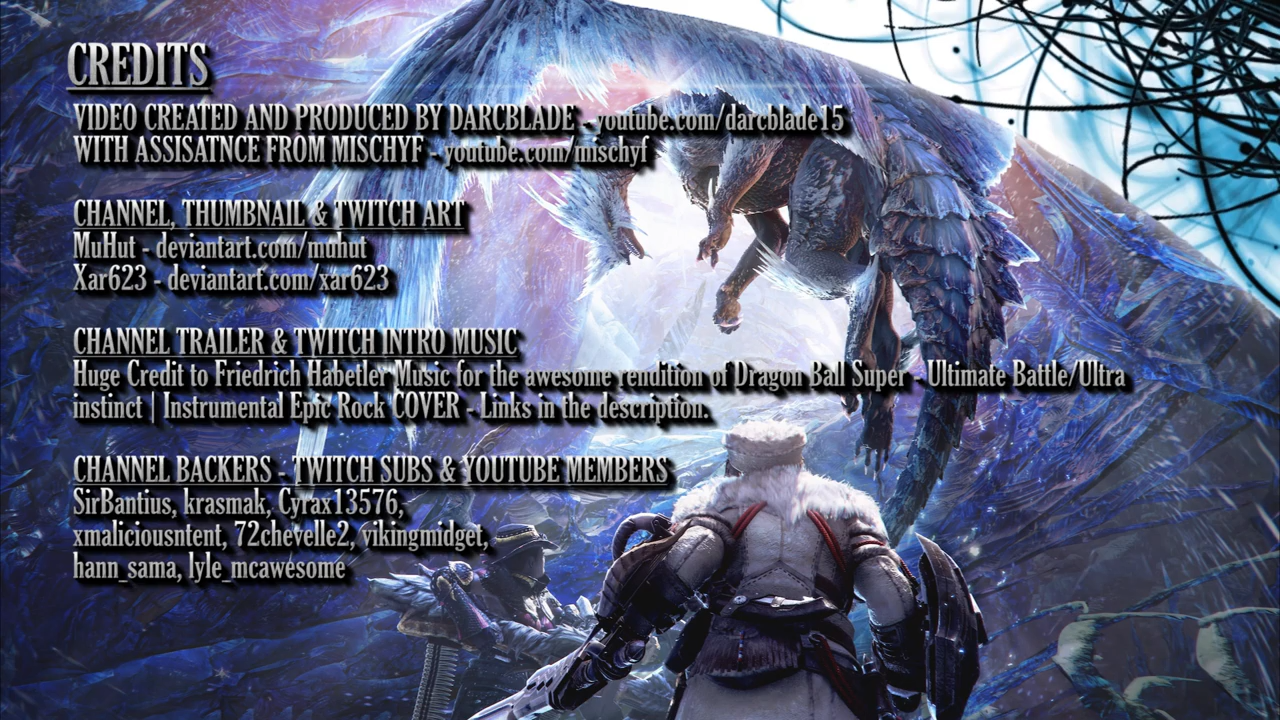 CREDITS
VIDEO CREATED AND PRODUCED BY DARCBLADE - youtube.com/darcblade15
WITH ASSISATNCE FROM MISCHYF - youtube.com/mischyf
CHANNEL, THUMBNAIL & TWITCH ART
MuHut - deviantart.com/muhut
Xar623 - deviantart.com/xar623
CHANNEL TRAILER & TWITCH INTRO MUSIC
Huge Credit to Friedrich Habetler Music for the awesome rendition of Dragon Ball Super - Ultimate Battle/Ultra
instinct | Instrumental Epic Rock COVER - Links in the description.
CHANNEL BACKERS - TWITCH SUBS & YOUTUBE MEMBERS
SirBantius, krasmak, Cyrax13576,
xmaliciousntent, 72chevelle2, vikingmidget,
hann_sama, lyle_mcawesome